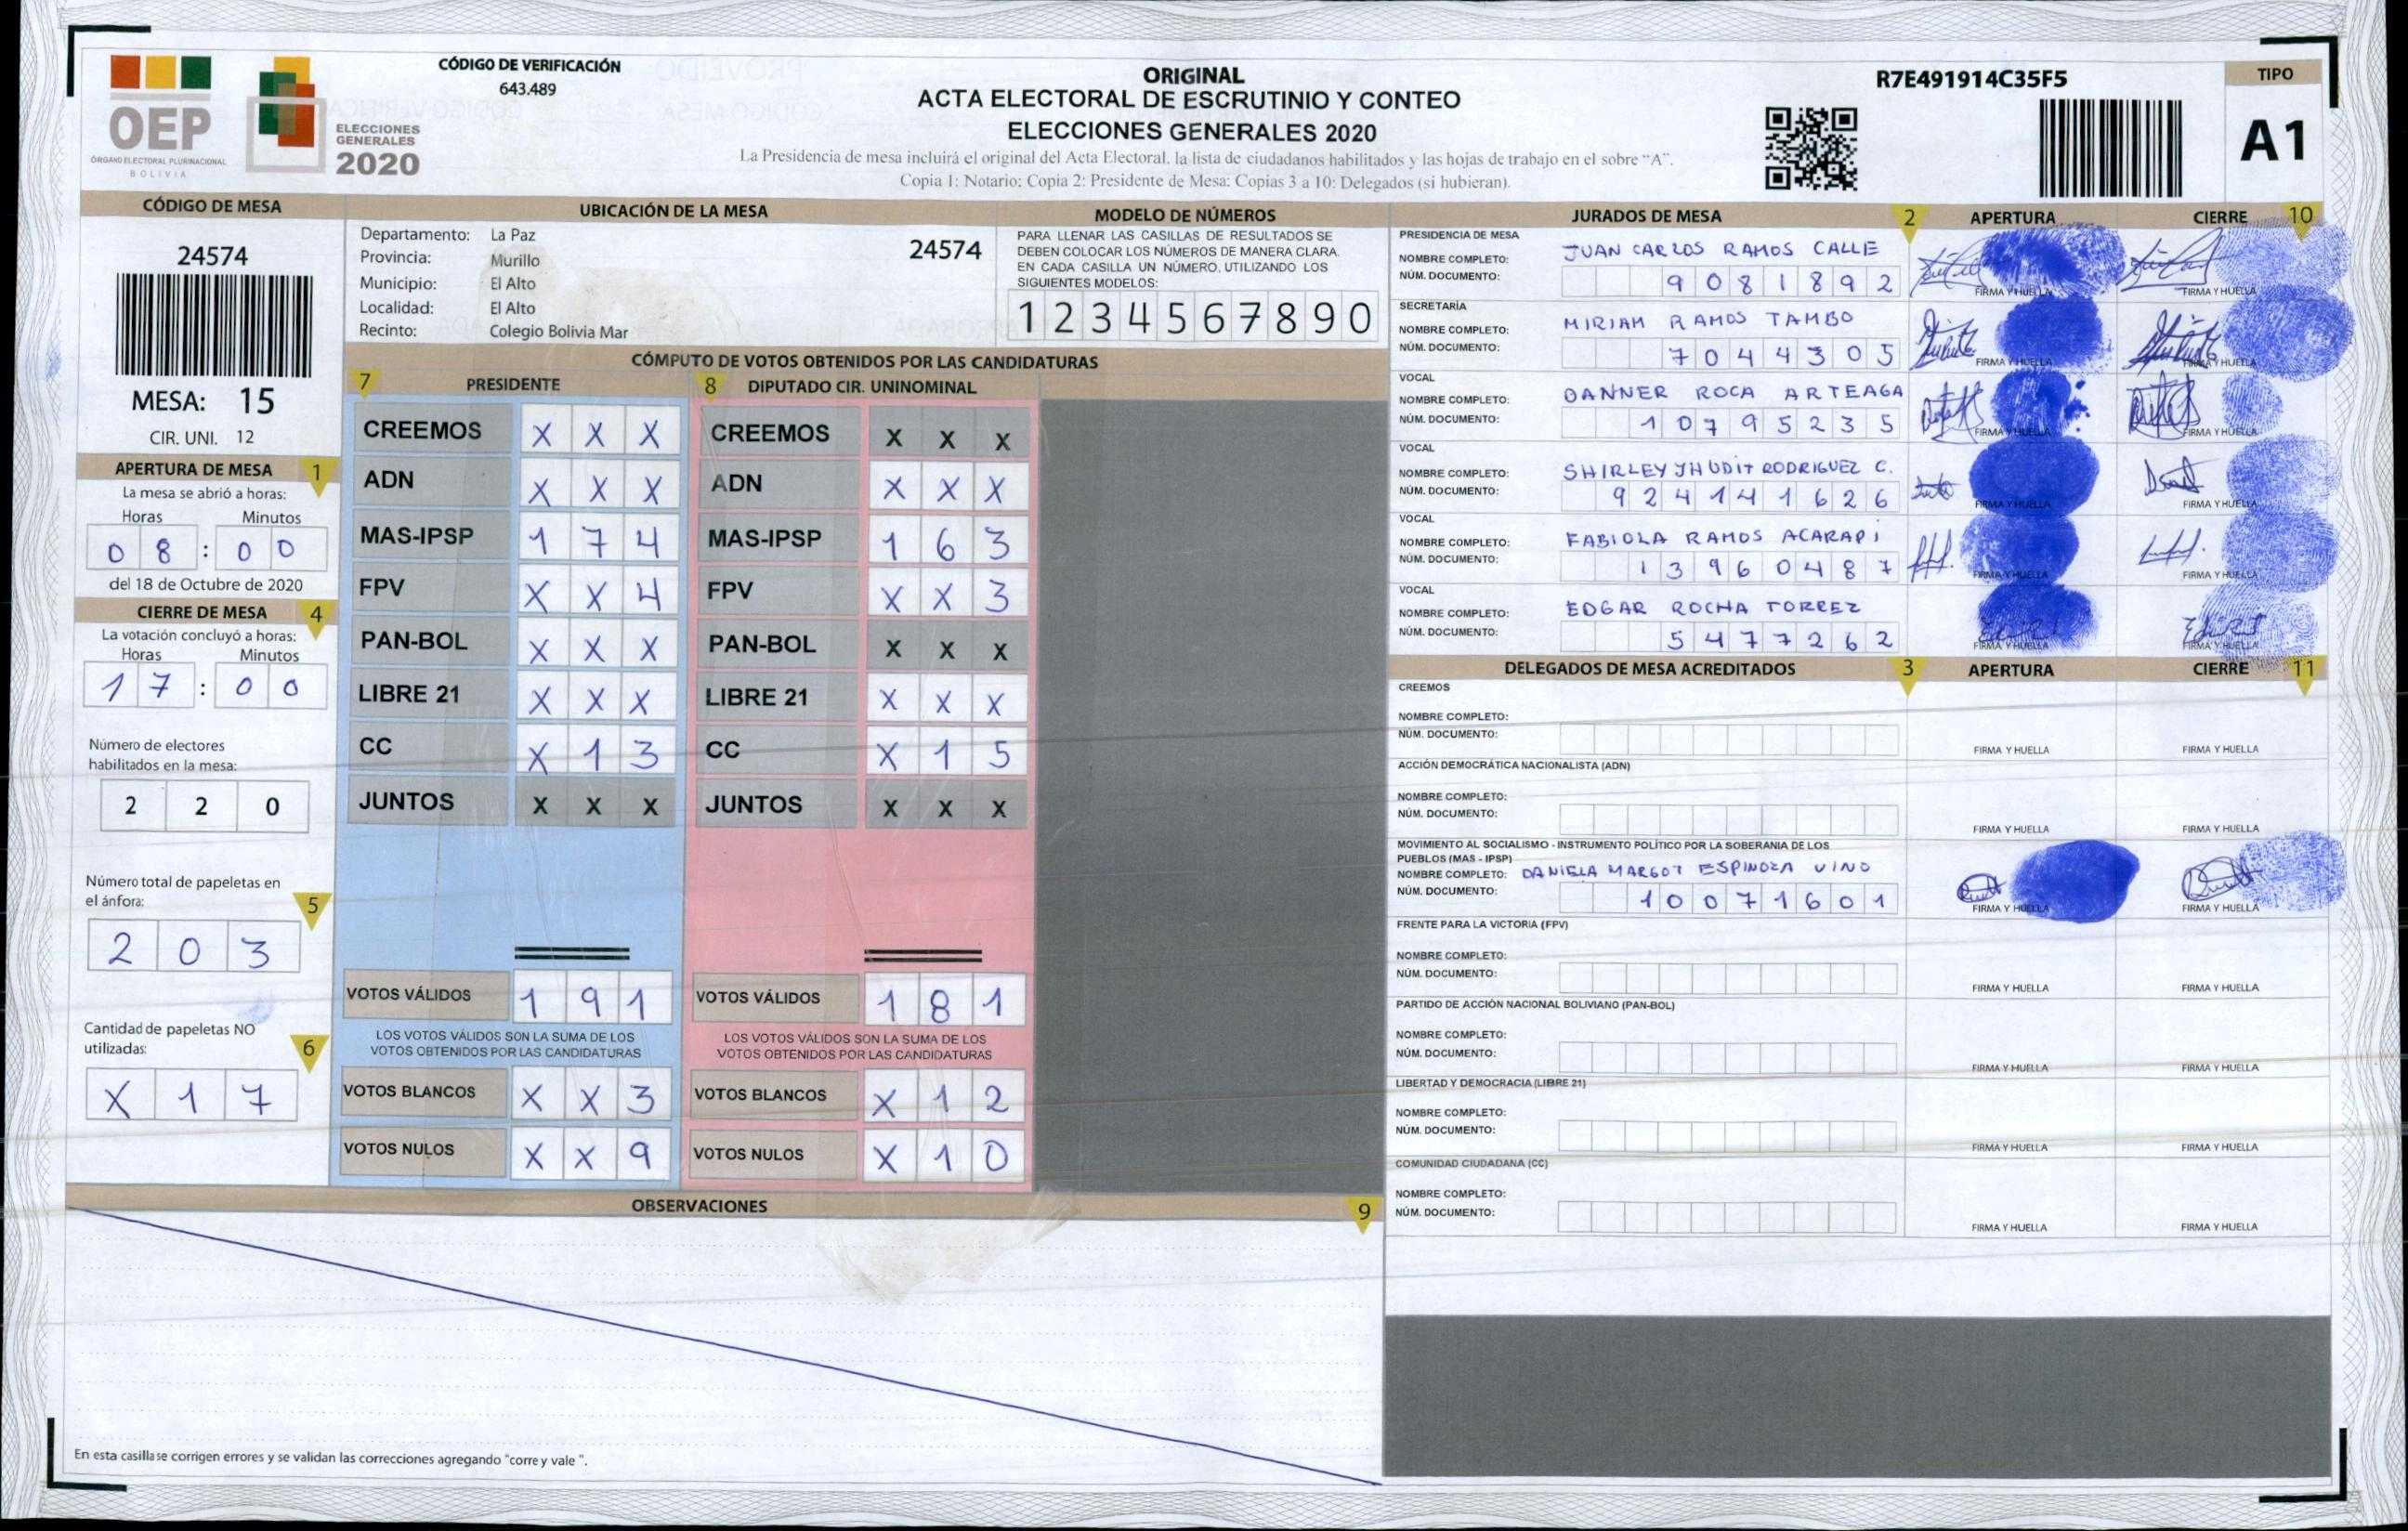 OEP
ÓRGANO ELECTORAL PLURINACIONAL
BOLIVIA
ELECCIONES
GENERALES
2020
CÓDIGO DE VERIFICACIÓN
643.489
ORIGINAL
ACTA ELECTORAL DE ESCRUTINIO Y CONTEO
ELECCIONES GENERALES 2020
La Presidencia de mesa incluirá el original del Acta Electoral, la lista de ciudadanos habilitados y las hojas de trabajo en el sobre "A".
Copia 1: Notario; Copia 2: Presidente de Mesa; Copias 3 a 10: Delegados (si hubieran).
R7E491914C35F5
TIPO
A1
CÓDIGO DE MESA
24574
MESA: 15
CIR. UNI. 12
APERTURA DE MESA 1
La mesa se abrió a horas:
Horas Minutos
0 8 : 0 0
del 18 de Octubre de 2020
CIERRE DE MESA 4
La votación concluyó a horas:
Horas Minutos
1 7 : 0 0
Número de electores
habilitados en la mesa:
2 2 0
Número total de papeletas en
el ánfora:
5
2 0 3
Cantidad de papeletas NO
utilizadas:
6
X 1 7
UBICACIÓN DE LA MESA
Departamento: La Paz
24574
Provincia: Murillo
Municipio: El Alto
Localidad: El Alto
Recinto: Colegio Bolivia Mar
MODELO DE NÚMEROS
PARA LLENAR LAS CASILLAS DE RESULTADOS SE
DEBEN COLOCAR LOS NÚMEROS DE MANERA CLARA.
EN CADA CASILLA UN NÚMERO, UTILIZANDO LOS
SIGUIENTES MODELOS:
1 2 3 4 5 6 7 8 9 0
CÓMPUTO DE VOTOS OBTENIDOS POR LAS CANDIDATURAS
7 PRESIDENTE 8 DIPUTADO CIR. UNINOMINAL
CREEMOS X X X CREEMOS X X X
ADN X X X ADN X X X
MAS-IPSP 1 7 4 MAS-IPSP 1 6 3
FPV X X 4 FPV X X 3
PAN-BOL X X X PAN-BOL X X X
LIBRE 21 X X X LIBRE 21 X X X
CC X 1 3 CC X 1 5
JUNTOS X X X JUNTOS X X X
VOTOS VÁLIDOS 1 9 1 VOTOS VÁLIDOS 1 8 1
LOS VOTOS VÁLIDOS SON LA SUMA DE LOS LOS VOTOS VÁLIDOS SON LA SUMA DE LOS
VOTOS OBTENIDOS POR LAS CANDIDATURAS VOTOS OBTENIDOS POR LAS CANDIDATURAS
VOTOS BLANCOS X X 3 VOTOS BLANCOS X 1 2
VOTOS NULOS X X 9 VOTOS NULOS X 1 0
OBSERVACIONES 9
En esta casilla se corrigen errores y se validan las correcciones agregando "corre y vale ".
JURADOS DE MESA 2 APERTURA CIERRE 10
PRESIDENCIA DE MESA
NOMBRE COMPLETO: JUAN CARLOS RAMOS CALLE
NÚM. DOCUMENTO: 9 0 8 1 8 9 2
FIRMA Y HUELLA FIRMA Y HUELLA
SECRETARÍA
NOMBRE COMPLETO: MIRIAM RAMOS TAMBO
NÚM. DOCUMENTO: 7 0 4 4 3 0 5
FIRMA Y HUELLA FIRMA Y HUELLA
VOCAL
NOMBRE COMPLETO: DANNER ROCA ARTEAGA
NÚM. DOCUMENTO: 1 0 7 9 5 2 3 5
FIRMA Y HUELLA FIRMA Y HUELLA
VOCAL
NOMBRE COMPLETO: SHIRLEY JHUDIT RODRIGUEZ C.
NÚM. DOCUMENTO: 9 2 4 1 4 1 6 2 6
FIRMA Y HUELLA FIRMA Y HUELLA
VOCAL
NOMBRE COMPLETO: FABIOLA RAMOS ACARAPI
NÚM. DOCUMENTO: 1 3 9 6 0 4 8 7
FIRMA Y HUELLA FIRMA Y HUELLA
VOCAL
NOMBRE COMPLETO: EDGAR ROCHA TORREZ
NÚM. DOCUMENTO: 5 4 7 7 2 6 2
FIRMA Y HUELLA FIRMA Y HUELLA
DELEGADOS DE MESA ACREDITADOS 3 APERTURA CIERRE 11
CREEMOS
NOMBRE COMPLETO:
NÚM. DOCUMENTO:
FIRMA Y HUELLA FIRMA Y HUELLA
ACCIÓN DEMOCRÁTICA NACIONALISTA (ADN)
NOMBRE COMPLETO:
NÚM. DOCUMENTO:
FIRMA Y HUELLA FIRMA Y HUELLA
MOVIMIENTO AL SOCIALISMO - INSTRUMENTO POLÍTICO POR LA SOBERANIA DE LOS
PUEBLOS (MAS - IPSP)
NOMBRE COMPLETO: DANIELA MARGOT ESPINOZA VINO
NÚM. DOCUMENTO: 1 0 0 7 1 6 0 1
FIRMA Y HUELLA FIRMA Y HUELLA
FRENTE PARA LA VICTORIA (FPV)
NOMBRE COMPLETO:
NÚM. DOCUMENTO:
FIRMA Y HUELLA FIRMA Y HUELLA
PARTIDO DE ACCIÓN NACIONAL BOLIVIANO (PAN-BOL)
NOMBRE COMPLETO:
NÚM. DOCUMENTO:
FIRMA Y HUELLA FIRMA Y HUELLA
LIBERTAD Y DEMOCRACIA (LIBRE 21)
NOMBRE COMPLETO:
NÚM. DOCUMENTO:
FIRMA Y HUELLA FIRMA Y HUELLA
COMUNIDAD CIUDADANA (CC)
NOMBRE COMPLETO:
NÚM. DOCUMENTO:
FIRMA Y HUELLA FIRMA Y HUELLA